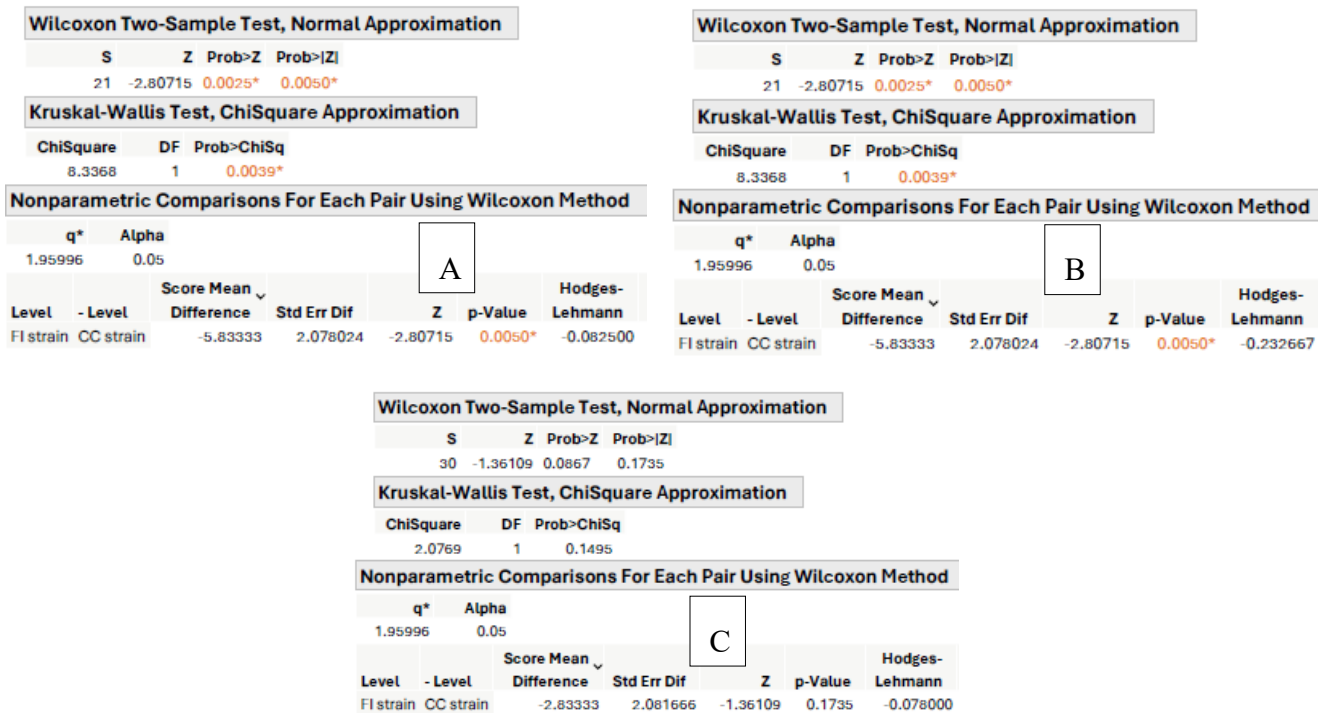 Wilcoxon Two-Sample Test, Normal Approximation
S Z Prob>Z Prob>|Z|
21 -2.80715 0.0025* 0.0050*
Kruskal-Wallis Test, ChiSquare Approximation
ChiSquare DF Prob>ChiSq
8.3368 1 0.0039*
Nonparametric Comparisons For Each Pair Using Wilcoxon Method
q* Alpha
1.95996 0.05
A
Score Mean Hodges-
Level - Level Difference Std Err Dif Z p-Value Lehmann
FI strain CC strain -5.83333 2.078024 -2.80715 0.0050* -0.082500
Wilcoxon Two-Sample Test, Normal Approximation
S Z Prob>Z Prob>|Z|
21 -2.80715 0.0025* 0.0050*
Kruskal-Wallis Test, ChiSquare Approximation
ChiSquare DF Prob>ChiSq
8.3368 1 0.0039*
Nonparametric Comparisons For Each Pair Using Wilcoxon Method
q* Alpha
1.95996 0.05
B
Score Mean Hodges-
Level - Level Difference Std Err Dif Z p-Value Lehmann
FI strain CC strain -5.83333 2.078024 -2.80715 0.0050* -0.232667
Wilcoxon Two-Sample Test, Normal Approximation
S Z Prob>Z Prob>|Z|
30 -1.36109 0.0867 0.1735
Kruskal-Wallis Test, ChiSquare Approximation
ChiSquare DF Prob>ChiSq
2.0769 1 0.1495
Nonparametric Comparisons For Each Pair Using Wilcoxon Method
q* Alpha
1.95996 0.05
C
Score Mean Hodges-
Level - Level Difference Std Err Dif Z p-Value Lehmann
FI strain CC strain -2.83333 2.081666 -1.36109 0.1735 -0.078000